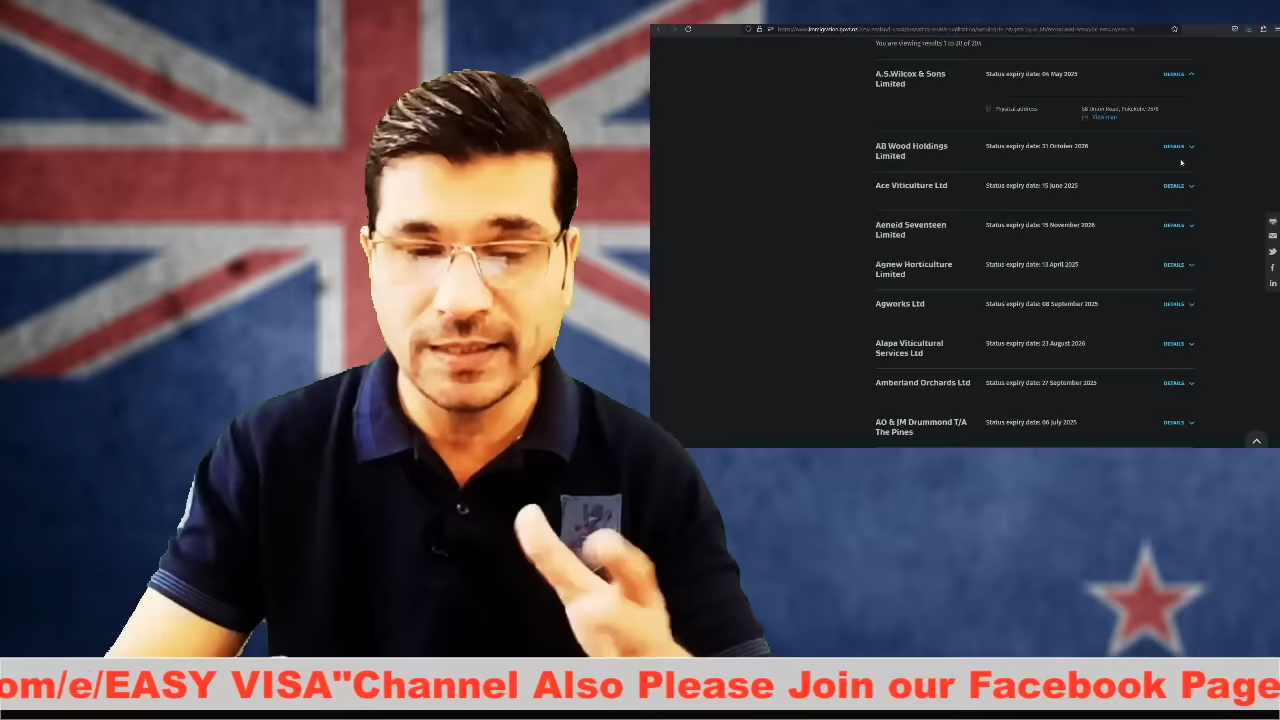 You are viewing results 1 to 20 of 204
A.S.Wilcox & Sons Limited
Status expiry date: 04 May 2025
DETAILS
Physical address
58 Union Road, Pukekohe 2676
View map
AB Wood Holdings Limited
Status expiry date: 31 October 2026
DETAILS
Ace Viticulture Ltd
Status expiry date: 15 June 2025
DETAILS
Aeneid Seventeen Limited
Status expiry date: 15 November 2026
DETAILS
Agnew Horticulture Limited
Status expiry date: 13 April 2025
DETAILS
Agworks Ltd
Status expiry date: 08 September 2025
DETAILS
Alapa Viticultural Services Ltd
Status expiry date: 23 August 2026
DETAILS
Amberland Orchards Ltd
Status expiry date: 27 September 2025
DETAILS
AO & JM Drummond T/A The Pines
Status expiry date: 06 July 2025
DETAILS
om/e/EASY VISA"Channel Also Please Join our Facebook Page